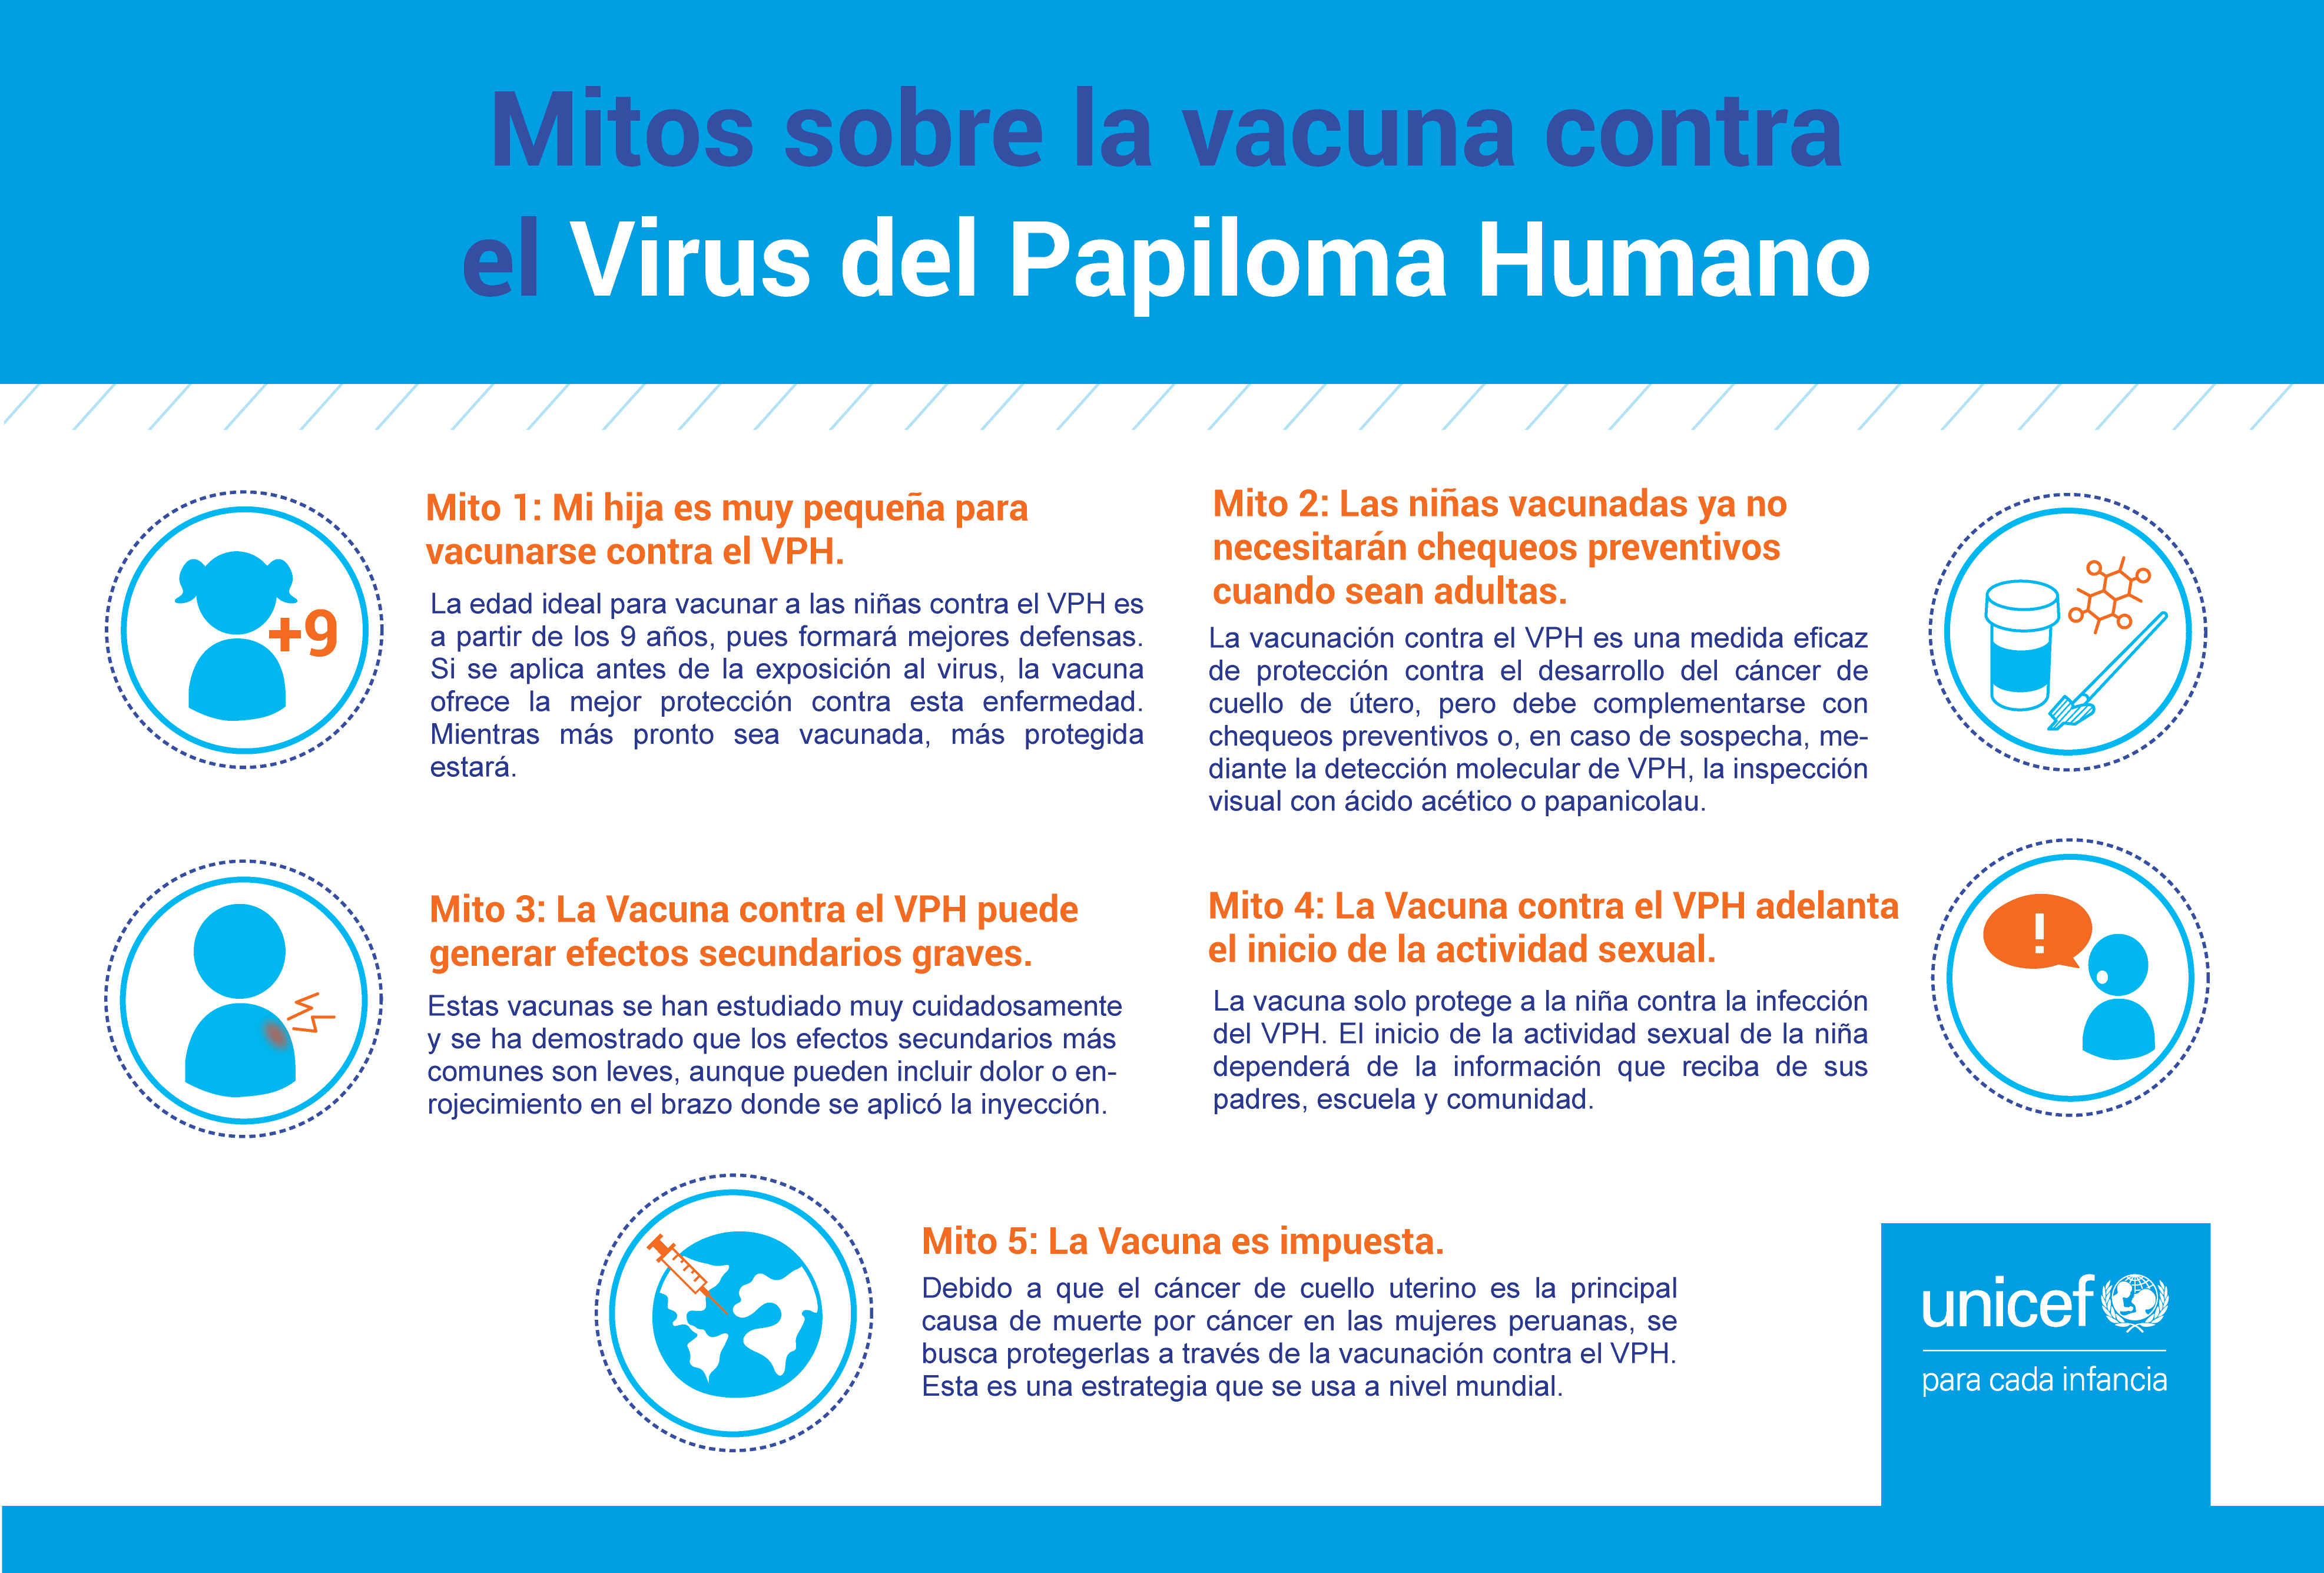 Mitos sobre la vacuna contra
el Virus del Papiloma Humano
Mito 1: Mi hija es muy pequeña para
vacunarse contra el VPH.
La edad ideal para vacunar a las niñas contra el VPH es
a partir de los 9 años, pues formará mejores defensas.
Si se aplica antes de la exposición al virus, la vacuna
ofrece la mejor protección contra esta enfermedad.
Mientras más pronto sea vacunada, más protegida
estará.
+9
Mito 2: Las niñas vacunadas ya no
necesitarán chequeos preventivos
cuando sean adultas.
La vacunación contra el VPH es una medida eficaz
de protección contra el desarrollo del cáncer de
cuello de útero, pero debe complementarse con
chequeos preventivos o, en caso de sospecha, me-
diante la detección molecular de VPH, la inspección
visual con ácido acético o papanicolau.
Mito 3: La Vacuna contra el VPH puede
generar efectos secundarios graves.
Estas vacunas se han estudiado muy cuidadosamente
y se ha demostrado que los efectos secundarios más
comunes son leves, aunque pueden incluir dolor o en-
rojecimiento en el brazo donde se aplicó la inyección.
Mito 4: La Vacuna contra el VPH adelanta
el inicio de la actividad sexual.
La vacuna solo protege a la niña contra la infección
del VPH. El inicio de la actividad sexual de la niña
dependerá de la información que reciba de sus
padres, escuela y comunidad.
!
Mito 5: La Vacuna es impuesta.
Debido a que el cáncer de cuello uterino es la principal
causa de muerte por cáncer en las mujeres peruanas, se
busca protegerlas a través de la vacunación contra el VPH.
Esta es una estrategia que se usa a nivel mundial.
unicef
para cada infancia